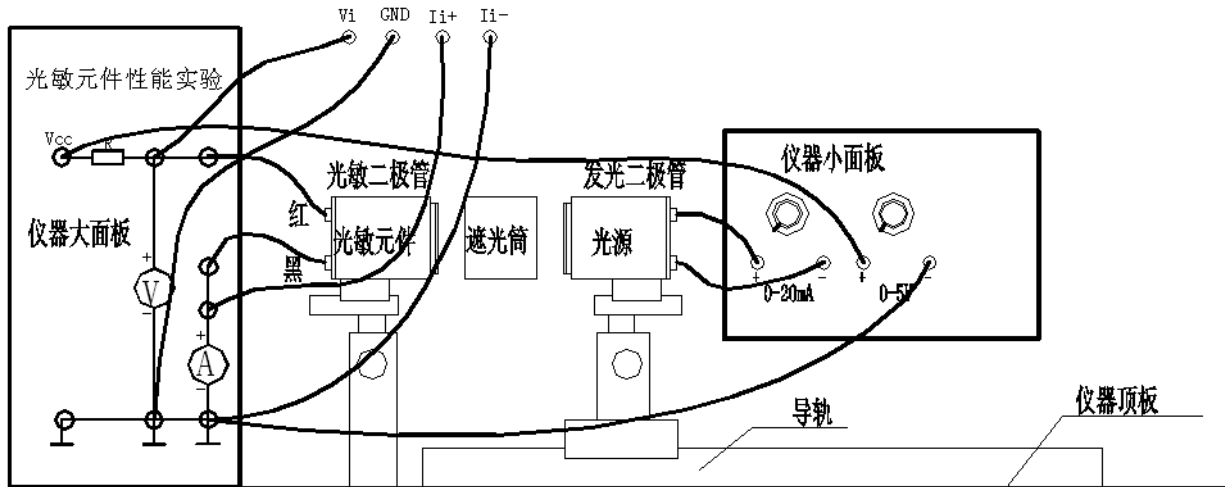 Vi GND Ii+ Ii-
光敏元件性能实验
Vcc R
仪器大面板
+
V
-
+
A
-
光敏二极管
红
黑
光敏元件
遮光筒
发光二极管
光源
仪器小面板
+ - + -
0-20mA 0-5V
导轨
仪器顶板